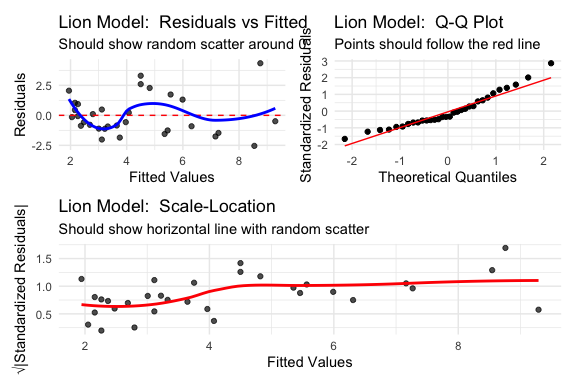 Lion Model:  Residuals vs Fitted
Should show random scatter around 0
Residuals
2.5
0.0
-2.5
2
4
6
8
Fitted Values
Lion Model:  Q-Q Plot
Points should follow the red line
Standardized Residuals
3
2
1
0
-1
-2
-2
-1
0
1
2
Theoretical Quantiles
Lion Model:  Scale-Location
Should show horizontal line with random scatter
√|Standardized Residuals|
1.5
1.0
0.5
2
4
6
8
Fitted Values